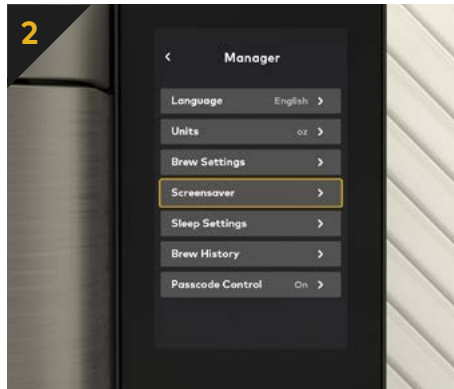 2
Manager
Language English
Units oz
Brew Settings
Screensaver
Sleep Settings
Brew History
Passcode Control On